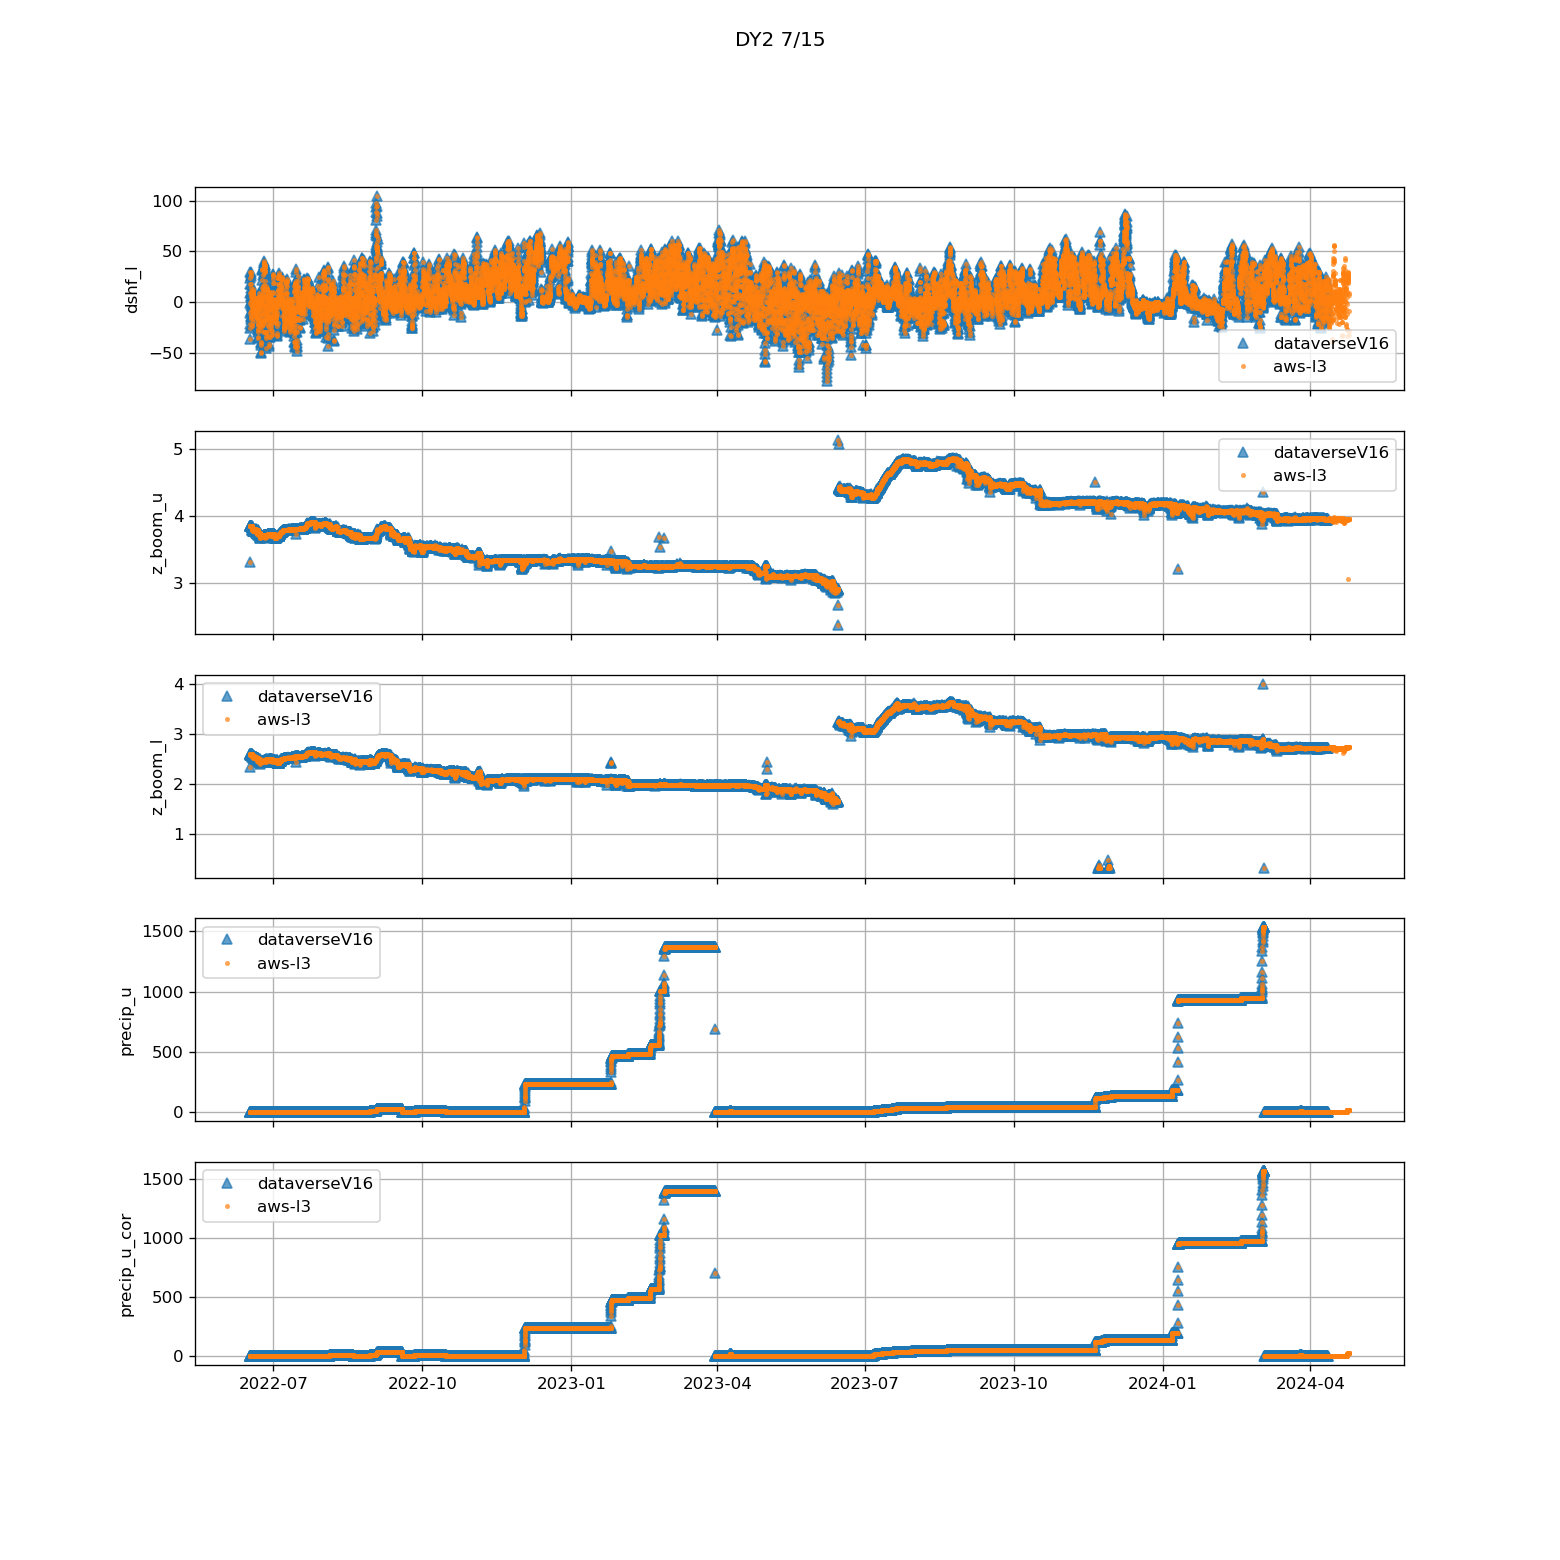 DY2 7/15
dshf_l
100
50
0
−50
dataverseV16
aws-l3
z_boom_u
5
4
3
dataverseV16
aws-l3
z_boom_l
4
3
2
1
dataverseV16
aws-l3
precip_u
1500
1000
500
0
dataverseV16
aws-l3
precip_u_cor
1500
1000
500
0
dataverseV16
aws-l3
2022-07 2022-10 2023-01 2023-04 2023-07 2023-10 2024-01 2024-04